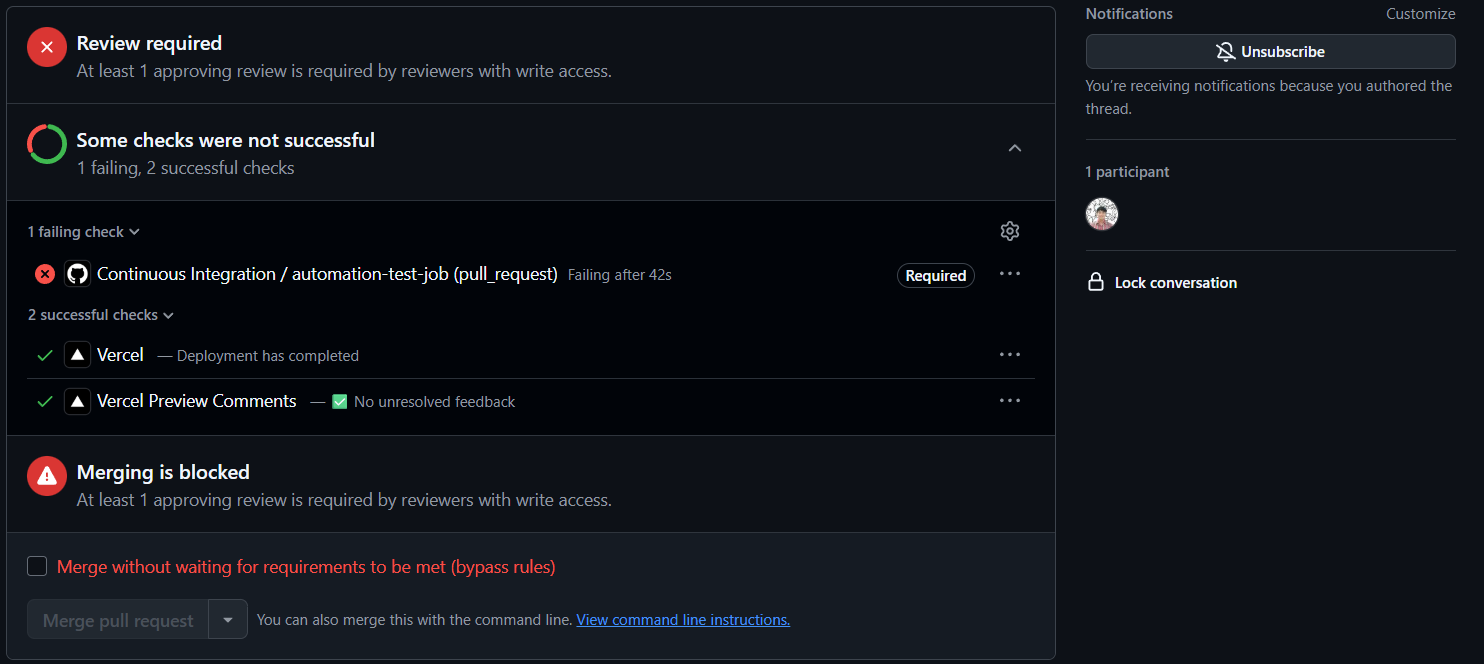 Review required
At least 1 approving review is required by reviewers with write access.
Some checks were not successful
1 failing, 2 successful checks
1 failing check
Continuous Integration / automation-test-job (pull_request) Failing after 42s Required ...
2 successful checks
Vercel — Deployment has completed ...
Vercel Preview Comments — ✅ No unresolved feedback ...
Merging is blocked
At least 1 approving review is required by reviewers with write access.
Merge without waiting for requirements to be met (bypass rules)
Merge pull request You can also merge this with the command line. View command line instructions.
Notifications Customize
Unsubscribe
You're receiving notifications because you authored the
thread.
1 participant
Lock conversation